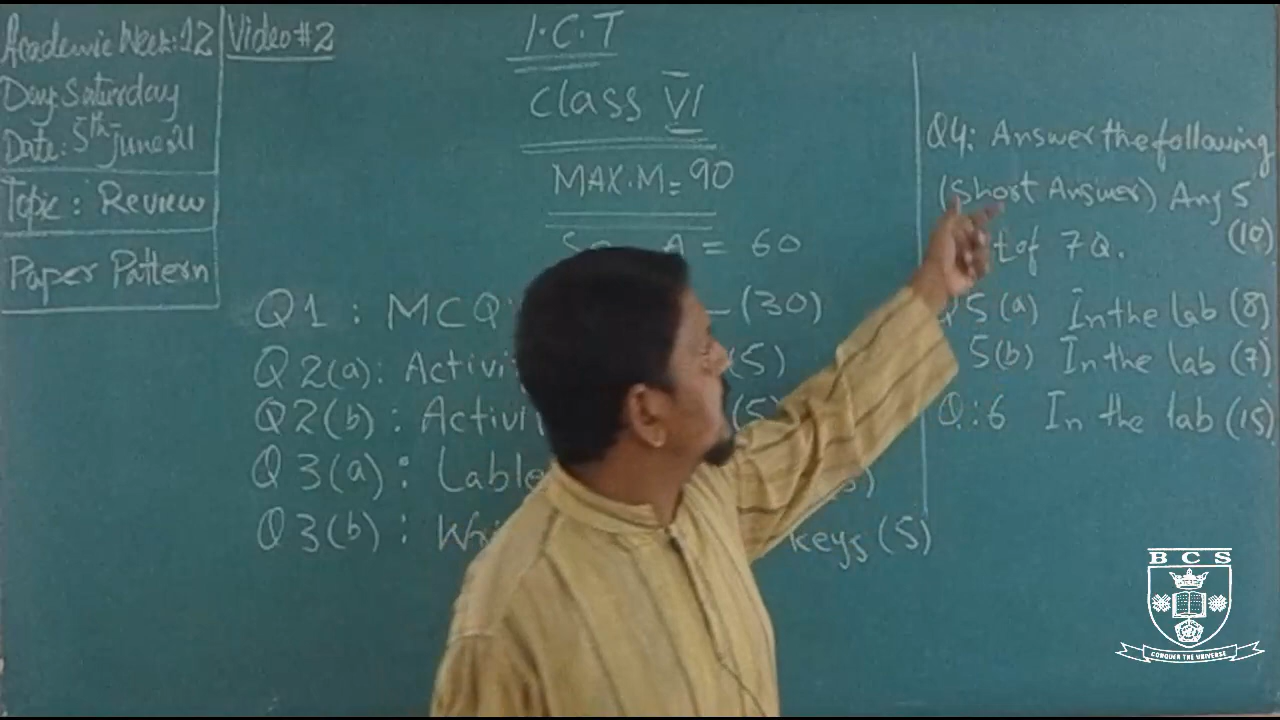 Academic Week: 12
Day: Saturday
Date: 5th June 21
Topic: Review
Paper Pattern
Video #2
I.C.T
Class VI
MAX.M= 90
A = 60
Q1 : MCQ (30)
Q2(a): Activi (5)
Q2(b) : Activi (5)
Q3(a) : Lable
Q3(b) : keys (5)
Q4: Answer the following
(Short Answer) Any 5
of 7Q. (10)
5(a) In the lab (8)
5(b) In the lab (7)
Q.:6 In the lab (15)
BCS
CONQUER THE UNIVERSE